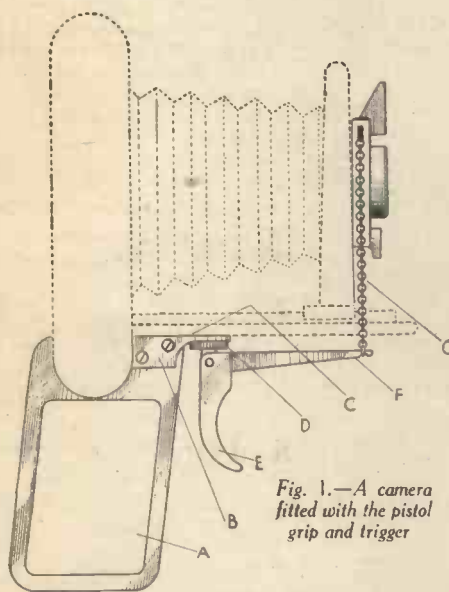 C
G
F
D
E
B
A
Fig. 1.—A camera
fitted with the pistol
grip and trigger